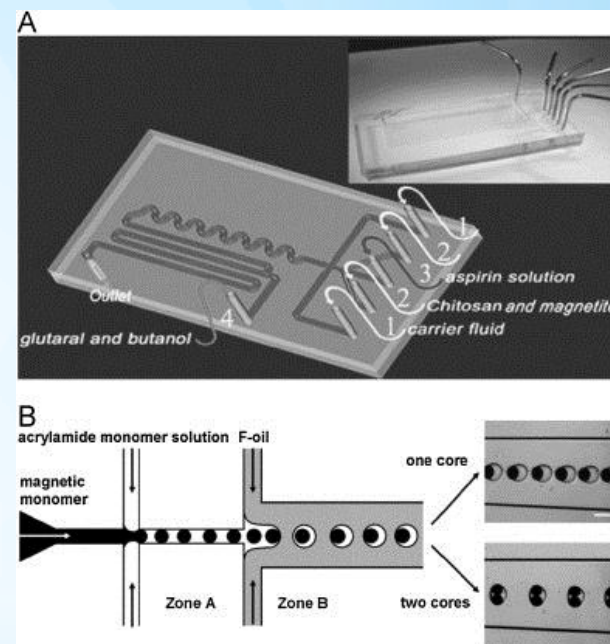 A
1
2
3 aspirin solution
2 Chitosan and magnetite
1 carrier fluid
Outlet
4
glutaral and butanol
B
acrylamide monomer solution F-oil
magnetic
monomer
one core
Zone A Zone B
two cores